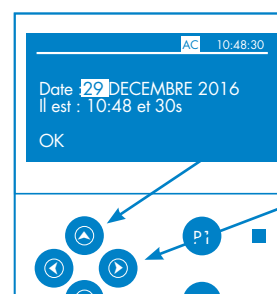 AC 10:48:30
Date : 29 DECEMBRE 2016
Il est : 10:48 et 30s
OK
P1